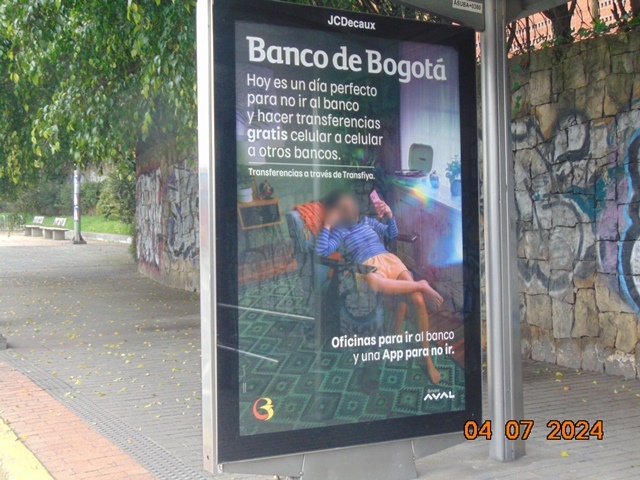 JCDecaux
Banco de Bogotá
Hoy es un día perfecto
para no ir al banco
y hacer transferencias
gratis celular a celular
a otros bancos.
Transferencias a través de Transfiya.
Oficinas para ir al banco
y una App para no ir.
AVAL
04 07 2024